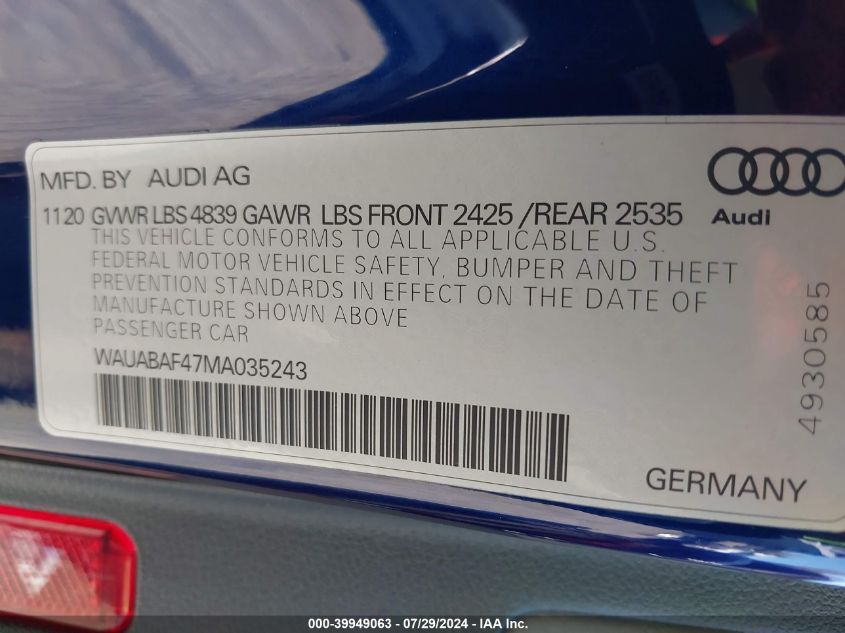 MFD. BY AUDI AG
1120 GVWR LBS 4839 GAWR LBS FRONT 2425 /REAR 2535
Audi
THIS VEHICLE CONFORMS TO ALL APPLICABLE U.S.
FEDERAL MOTOR VEHICLE SAFETY, BUMPER AND THEFT
PREVENTION STANDARDS IN EFFECT ON THE DATE OF
MANUFACTURE SHOWN ABOVE
PASSENGER CAR
WAUABAF47MA035243
4930585
GERMANY
000-39949063 - 07/29/2024 - IAA Inc.